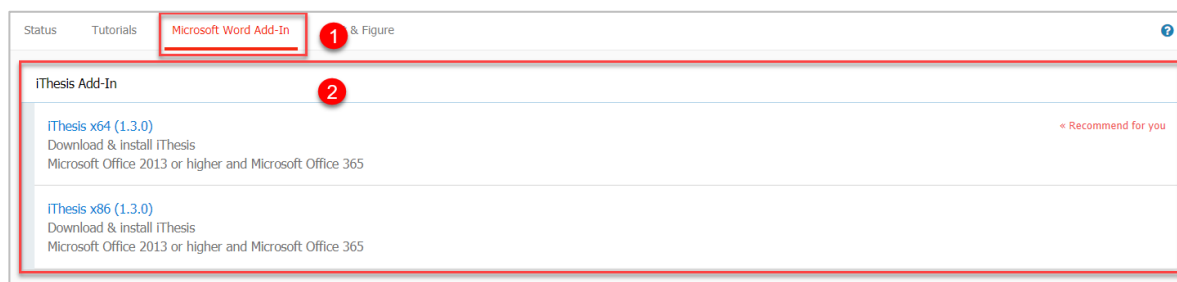 Status Tutorials Microsoft Word Add-In 1 & Figure
iThesis Add-In
2
iThesis x64 (1.3.0) « Recommend for you
Download & install iThesis
Microsoft Office 2013 or higher and Microsoft Office 365
iThesis x86 (1.3.0)
Download & install iThesis
Microsoft Office 2013 or higher and Microsoft Office 365